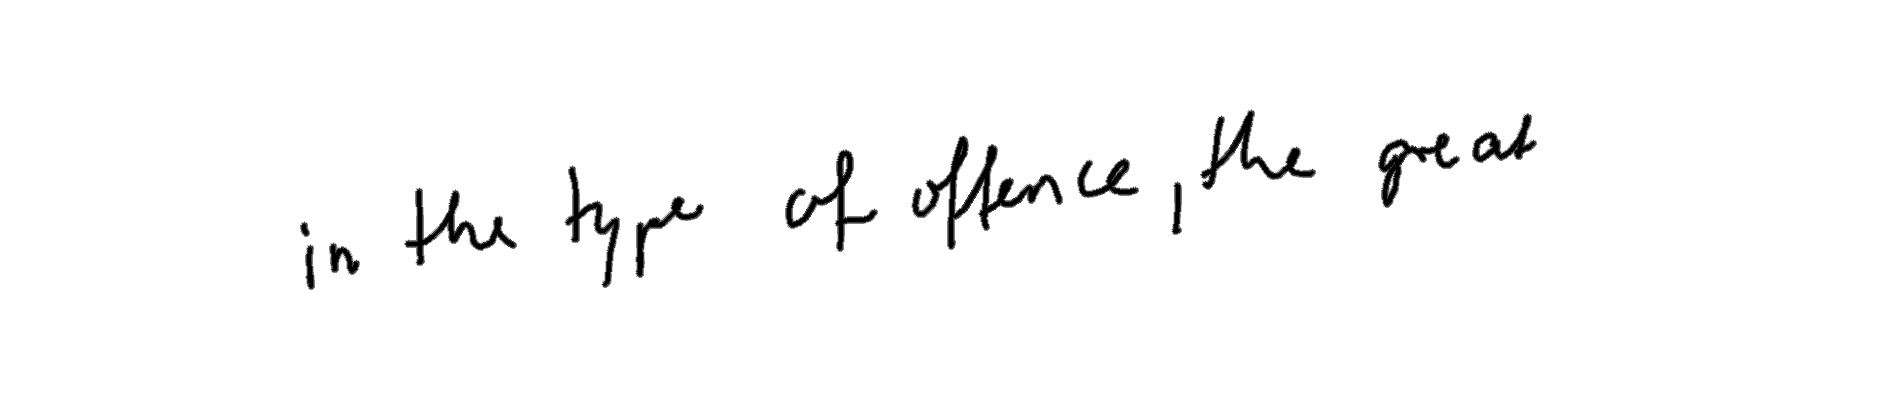 in the type of offence, the great